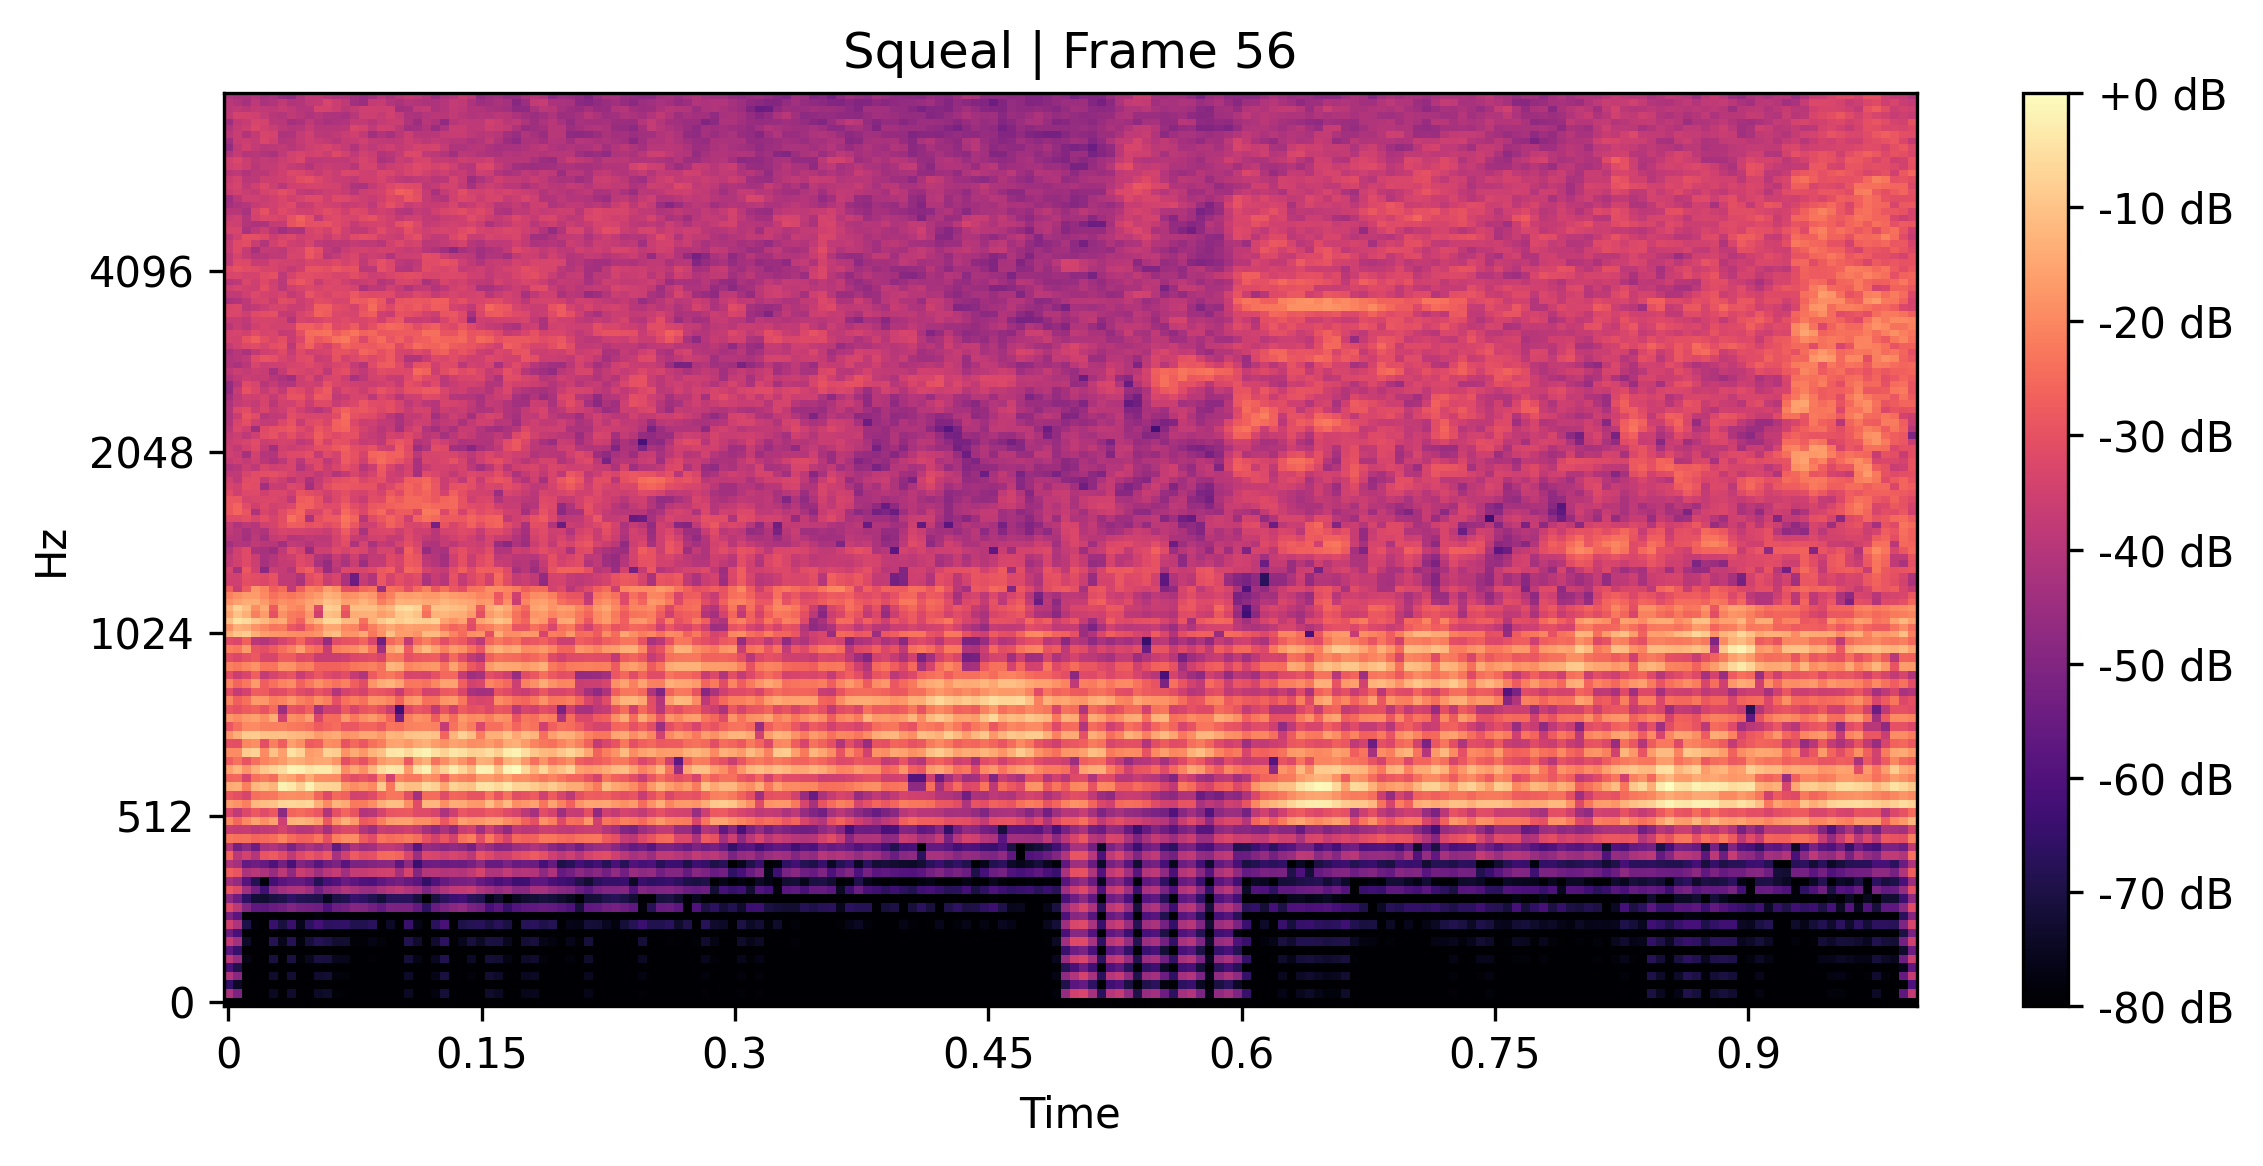 Squeal | Frame 56
+0 dB
-10 dB
-20 dB
-30 dB
-40 dB
-50 dB
-60 dB
-70 dB
-80 dB
Hz
4096
2048
1024
512
0
0 0.15 0.3 0.45 0.6 0.75 0.9
Time